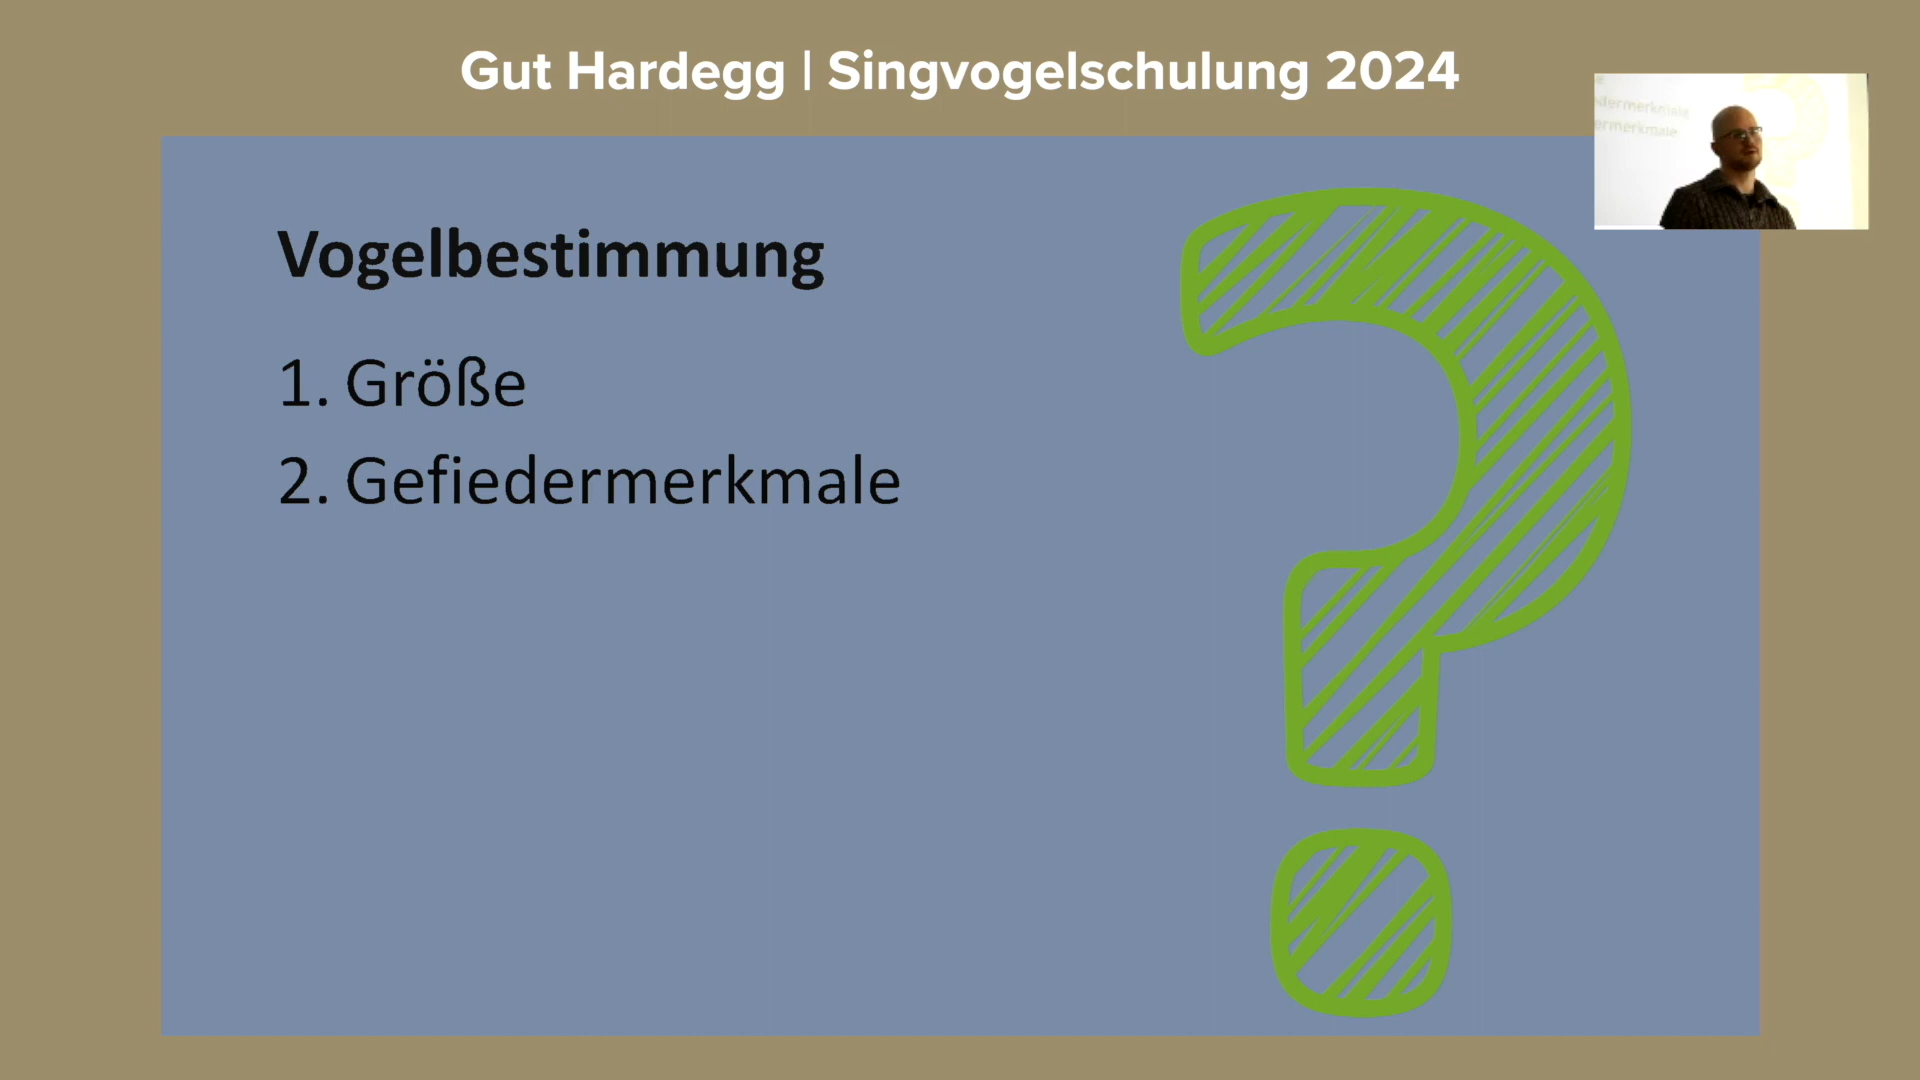 Gut Hardegg | Singvogelschulung 2024
Vogelbestimmung
1. Größe
2. Gefiedermerkmale